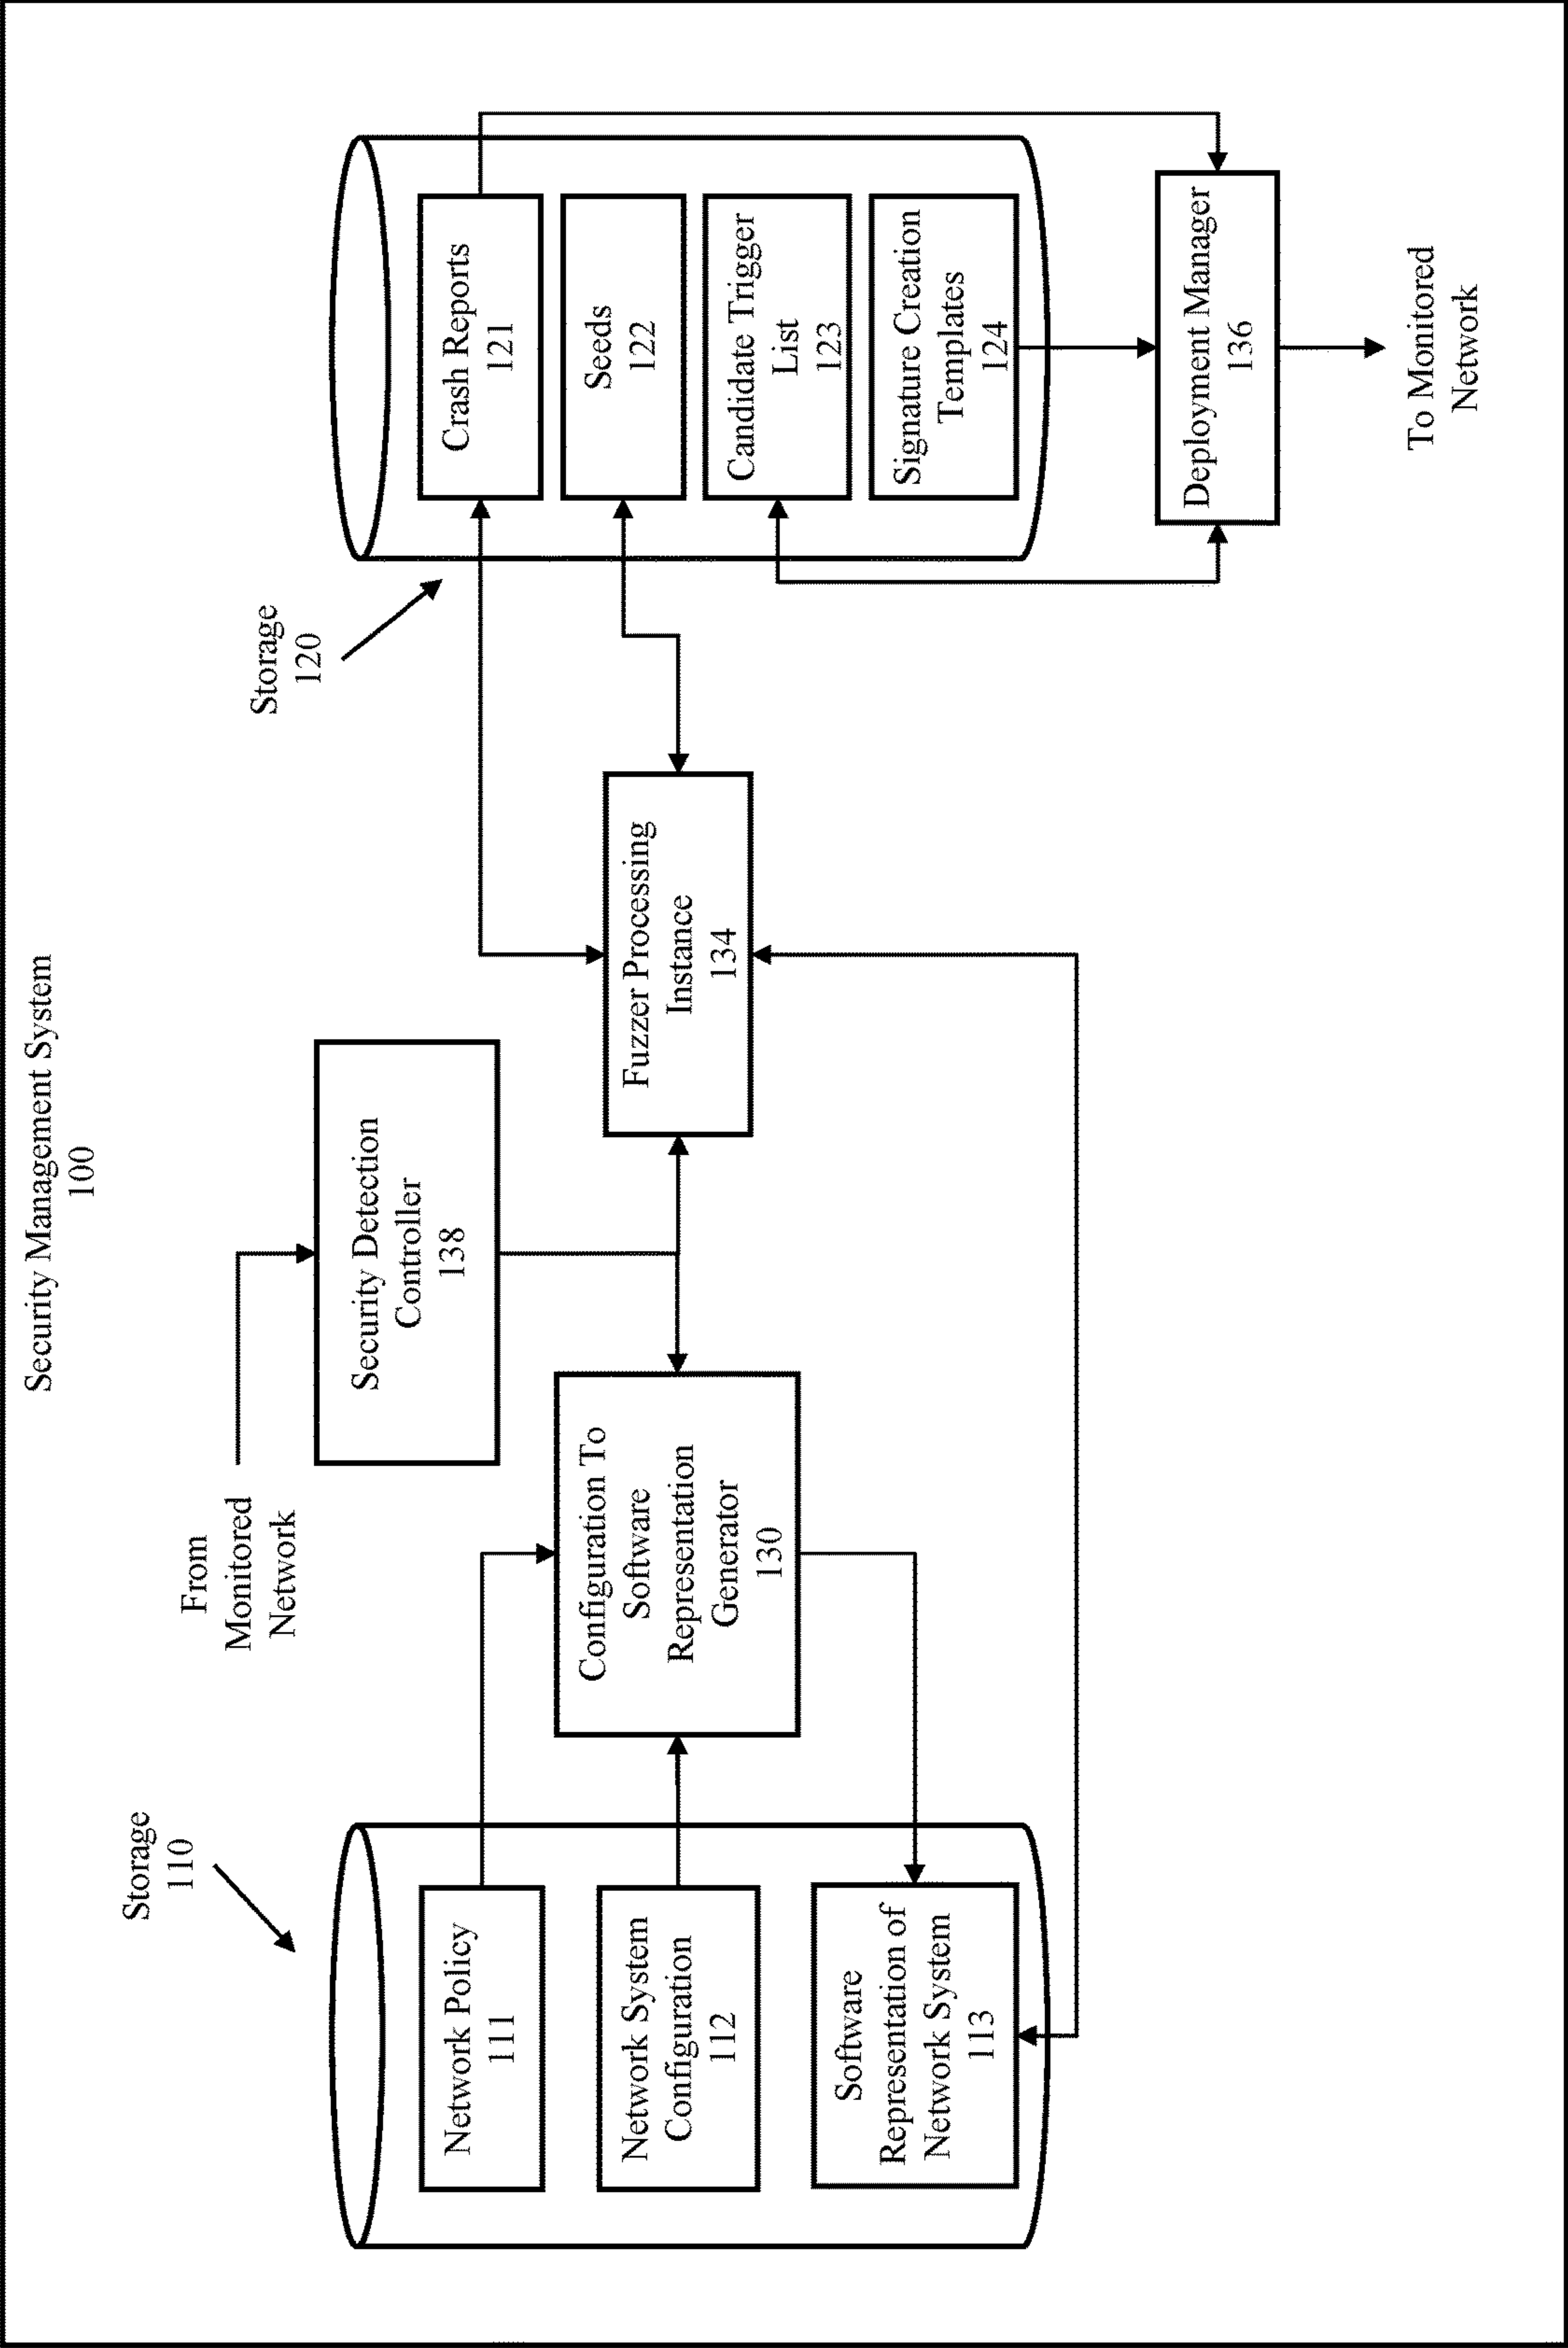 Security Management System
100
Storage
110
Network Policy
111
Network System
Configuration
112
Software
Representation of
Network System
113
From
Monitored
Network
Security Detection
Controller
138
Configuration To
Software
Representation
Generator
130
Fuzzer Processing
Instance
134
Storage
120
Crash Reports
121
Seeds
122
Candidate Trigger
List
123
Signature Creation
Templates
124
Deployment Manager
136
To Monitored
Network